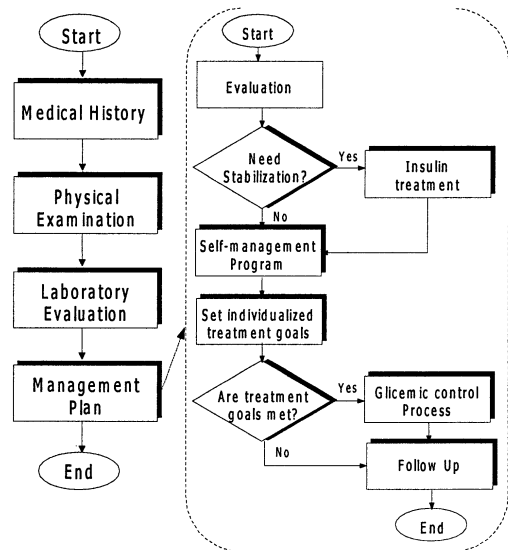 Start
Medical History
Physical
Examination
Laboratory
Evaluation
Management
Plan
End
Start
Evaluation
Need
Stabilization?
Yes
Insulin
treatment
No
Self-management
Program
Set individualized
treatment goals
Are treatment
goals met?
Yes
Glicemic control
Process
No
Follow Up
End